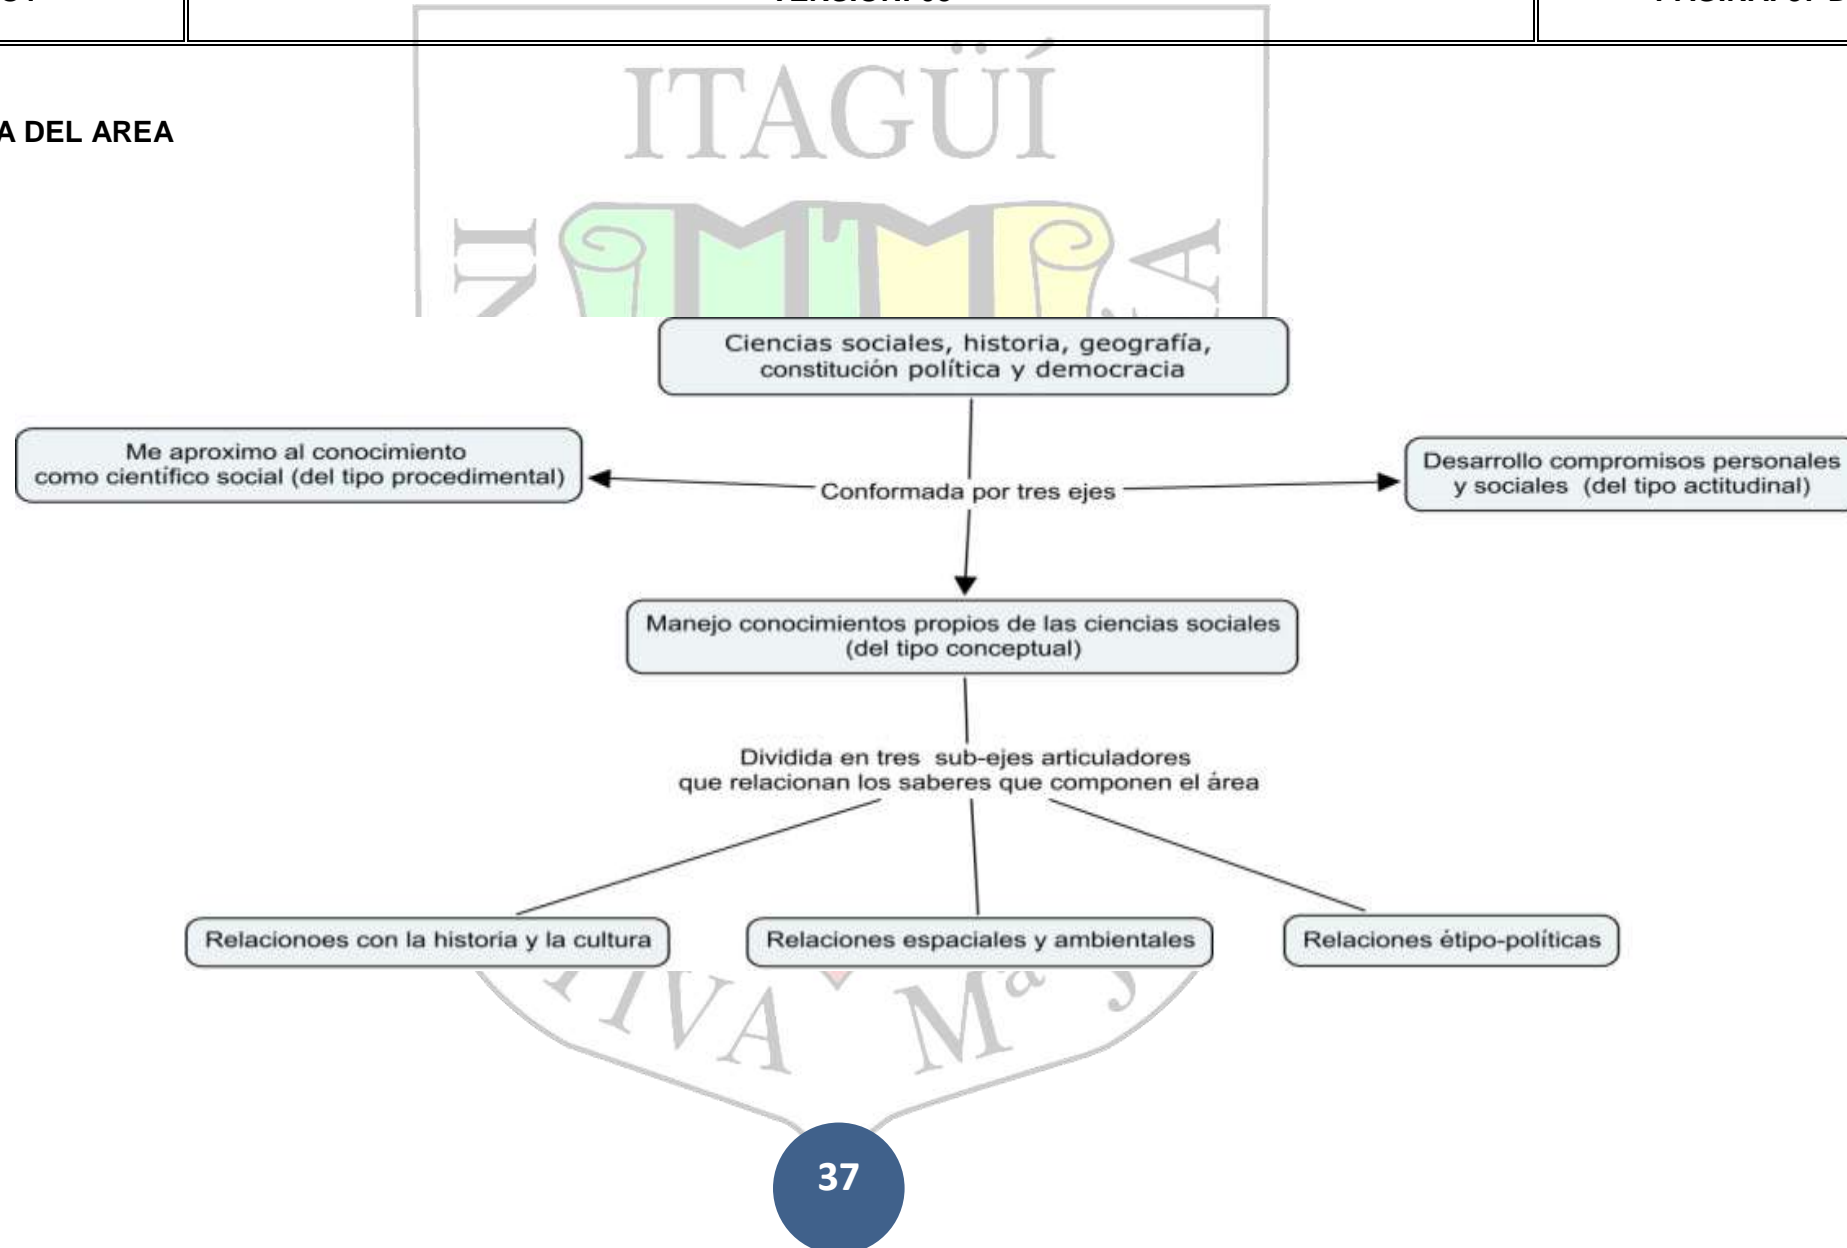 A DEL AREA
ITAGÜÍ
Ciencias sociales, historia, geografía,
constitución política y democracia
Me aproximo al conocimiento
como científico social (del tipo procedimental)
Conformada por tres ejes
Desarrollo compromisos personales
y sociales (del tipo actitudinal)
Manejo conocimientos propios de las ciencias sociales
(del tipo conceptual)
Dividida en tres sub-ejes articuladores
que relacionan los saberes que componen el área
Relacionoes con la historia y la cultura
Relaciones espaciales y ambientales
Relaciones étipo-políticas
TIVA Mª J
37